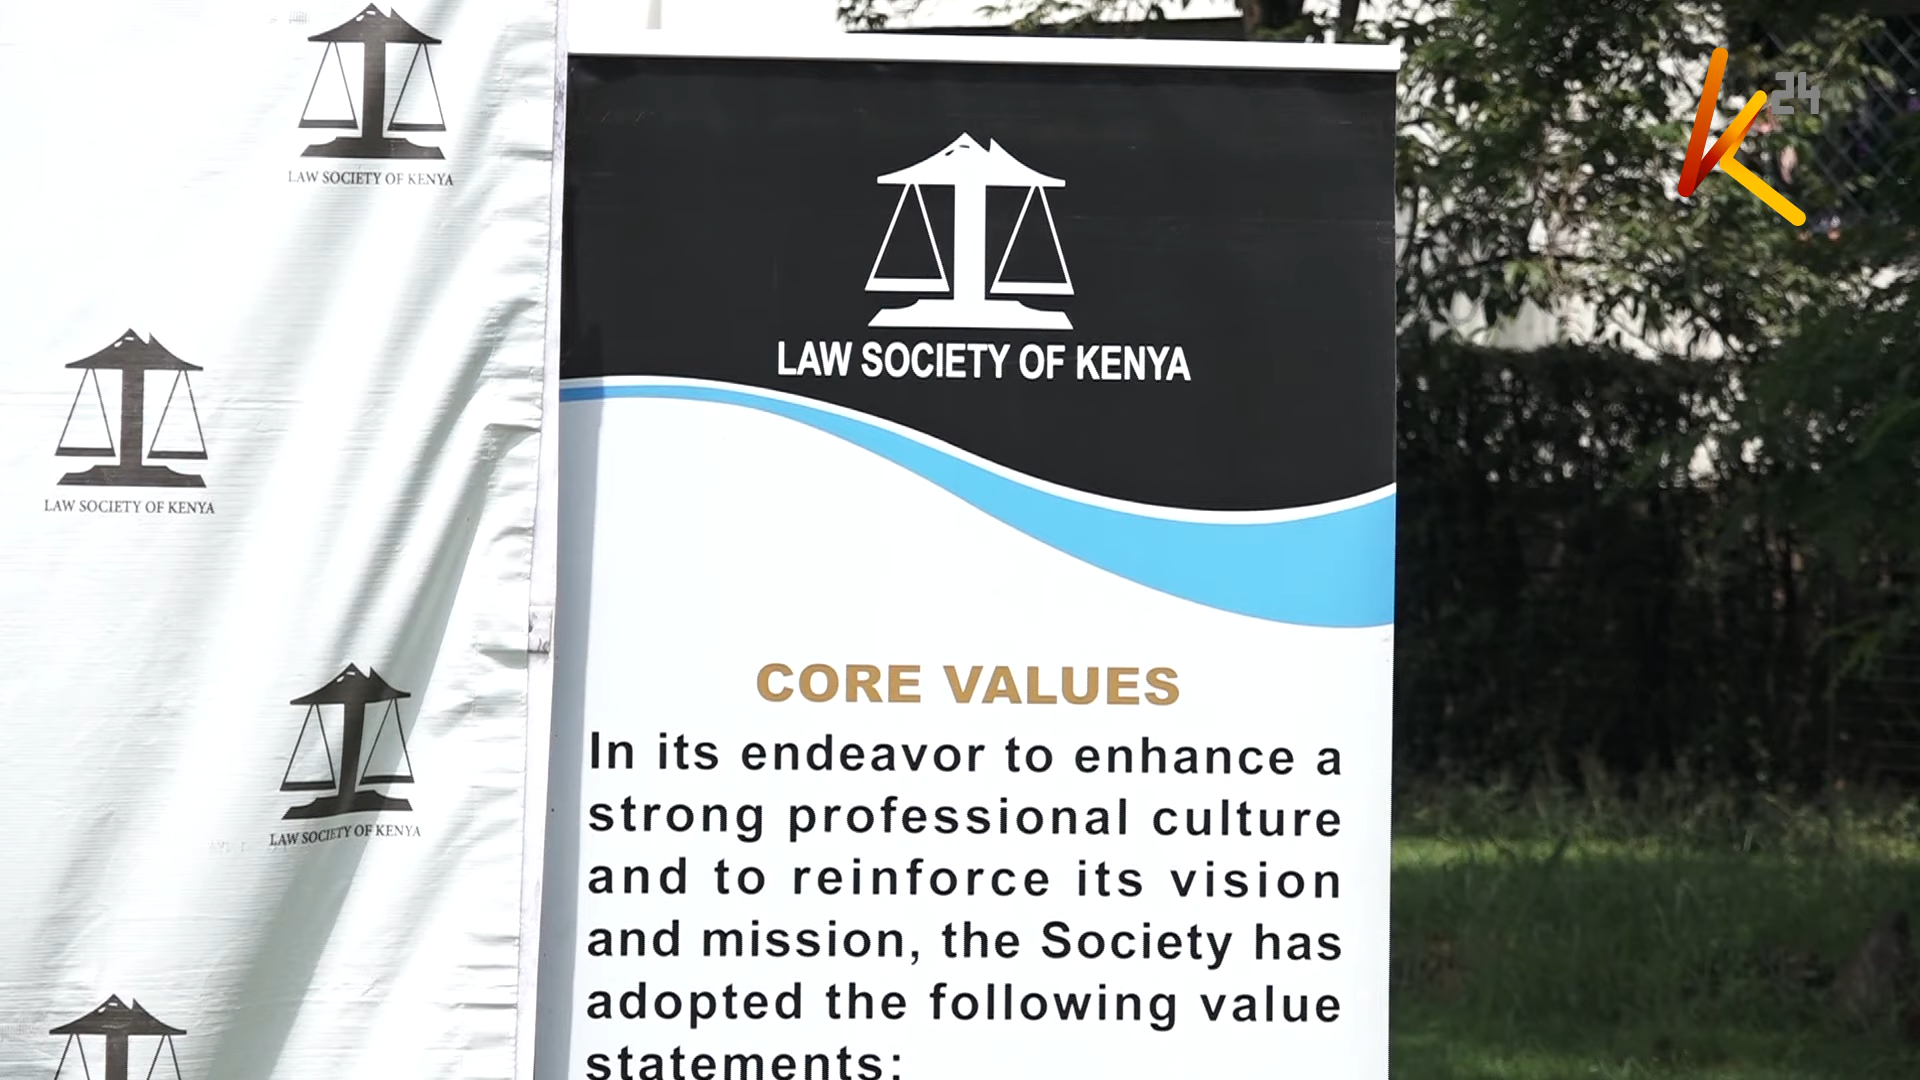 LAW SOCIETY OF KENYA
LAW SOCIETY OF KENYA
LAW SOCIETY OF KENYA
LAW SOCIETY OF KENYA
CORE VALUES
In its endeavor to enhance a
strong professional culture
and to reinforce its vision
and mission, the Society has
adopted the following value
statements:
K24